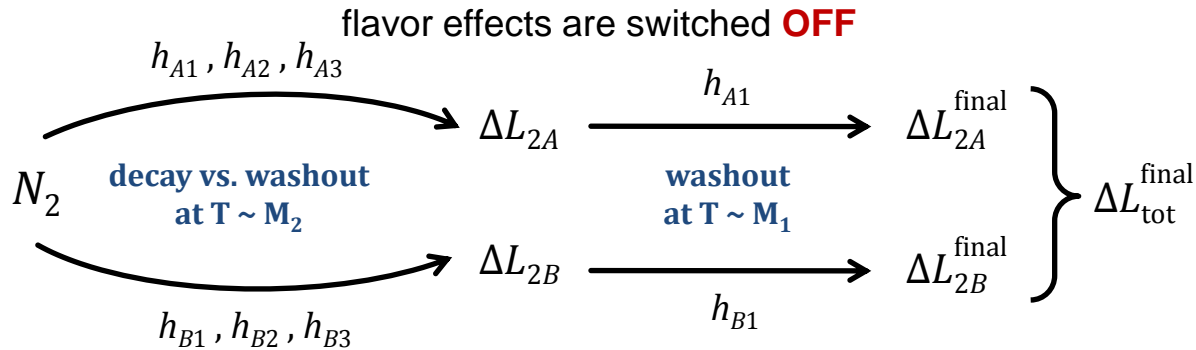 flavor effects are switched OFF
h_{A1} , h_{A2} , h_{A3}
h_{A1}
ΔL_{2A}
ΔL_{2A}^{final}
N_2
decay vs. washout
at T ~ M_2
washout
at T ~ M_1
ΔL_{tot}^{final}
ΔL_{2B}
ΔL_{2B}^{final}
h_{B1} , h_{B2} , h_{B3}
h_{B1}